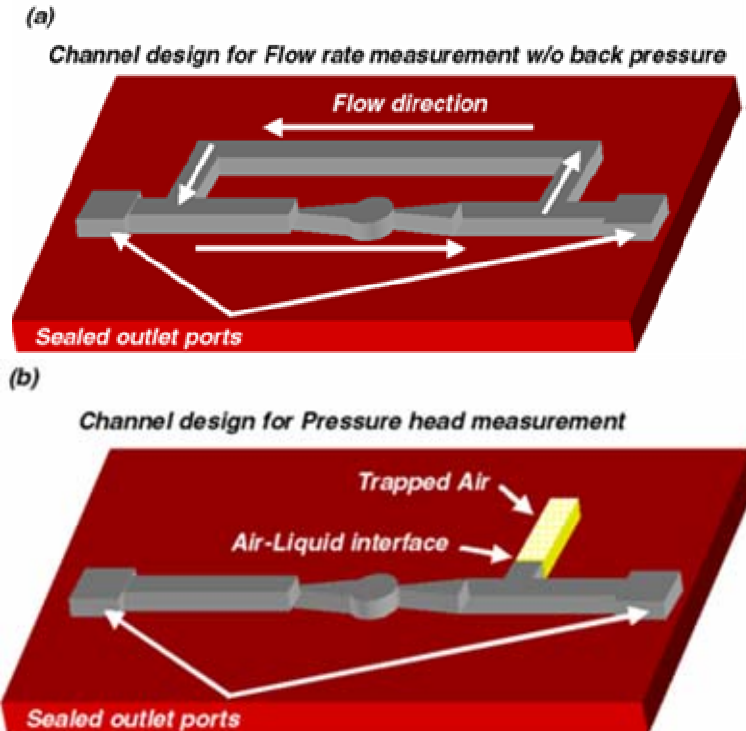 (a)
Channel design for Flow rate measurement w/o back pressure
Flow direction
Sealed outlet ports
(b)
Channel design for Pressure head measurement
Trapped Air
Air-Liquid interface
Sealed outlet ports